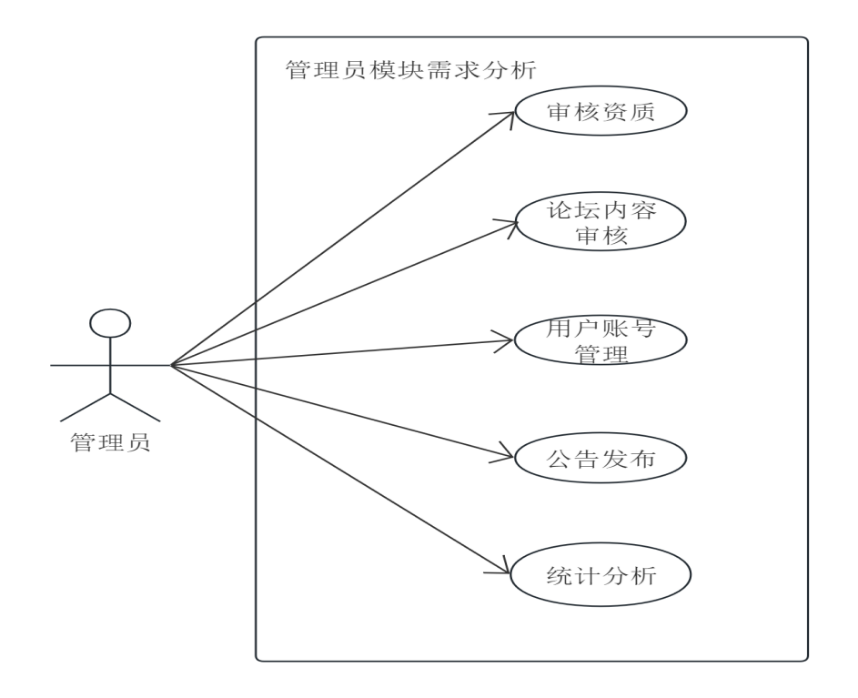 管理员模块需求分析
审核资质
论坛内容
审核
用户账号
管理
管理员
公告发布
统计分析